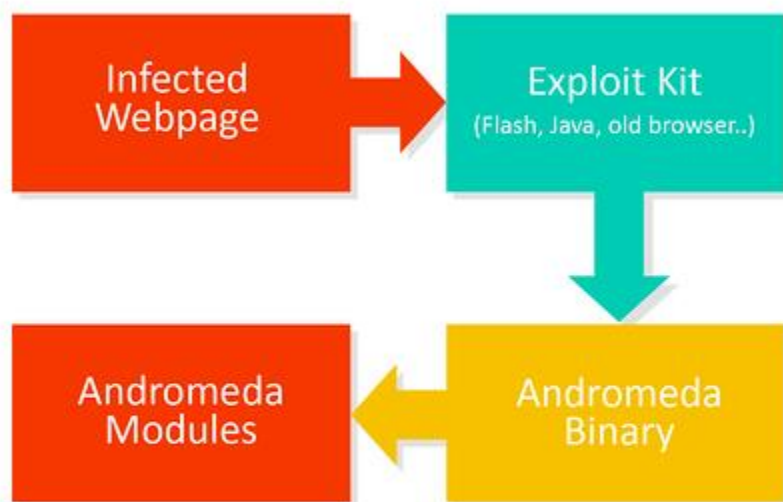 Infected
Webpage
Exploit Kit
(Flash, Java, old browser..)
Andromeda
Modules
Andromeda
Binary